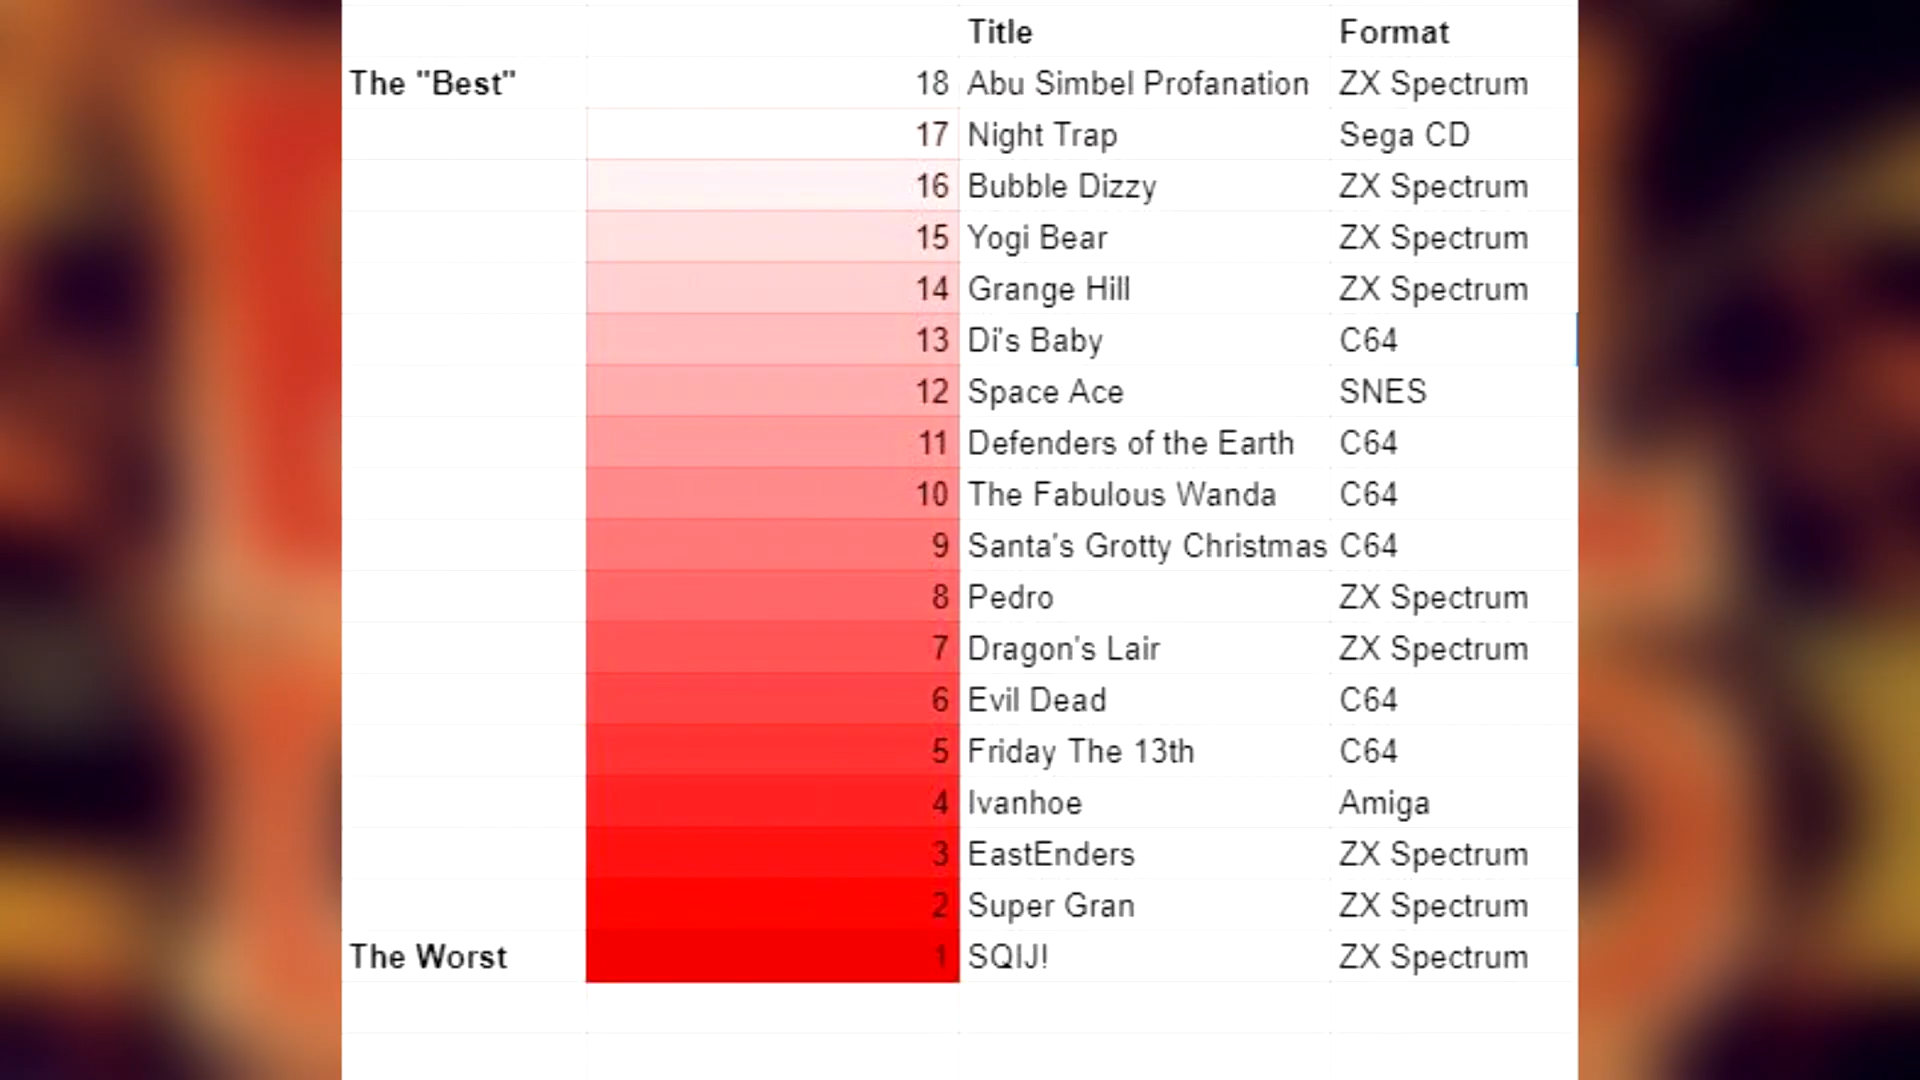 Title Format
The "Best" 18 Abu Simbel Profanation ZX Spectrum
17 Night Trap Sega CD
16 Bubble Dizzy ZX Spectrum
15 Yogi Bear ZX Spectrum
14 Grange Hill ZX Spectrum
13 Di's Baby C64
12 Space Ace SNES
11 Defenders of the Earth C64
10 The Fabulous Wanda C64
9 Santa's Grotty Christmas C64
8 Pedro ZX Spectrum
7 Dragon's Lair ZX Spectrum
6 Evil Dead C64
5 Friday The 13th C64
4 Ivanhoe Amiga
3 EastEnders ZX Spectrum
2 Super Gran ZX Spectrum
The Worst 1 SQIJ! ZX Spectrum